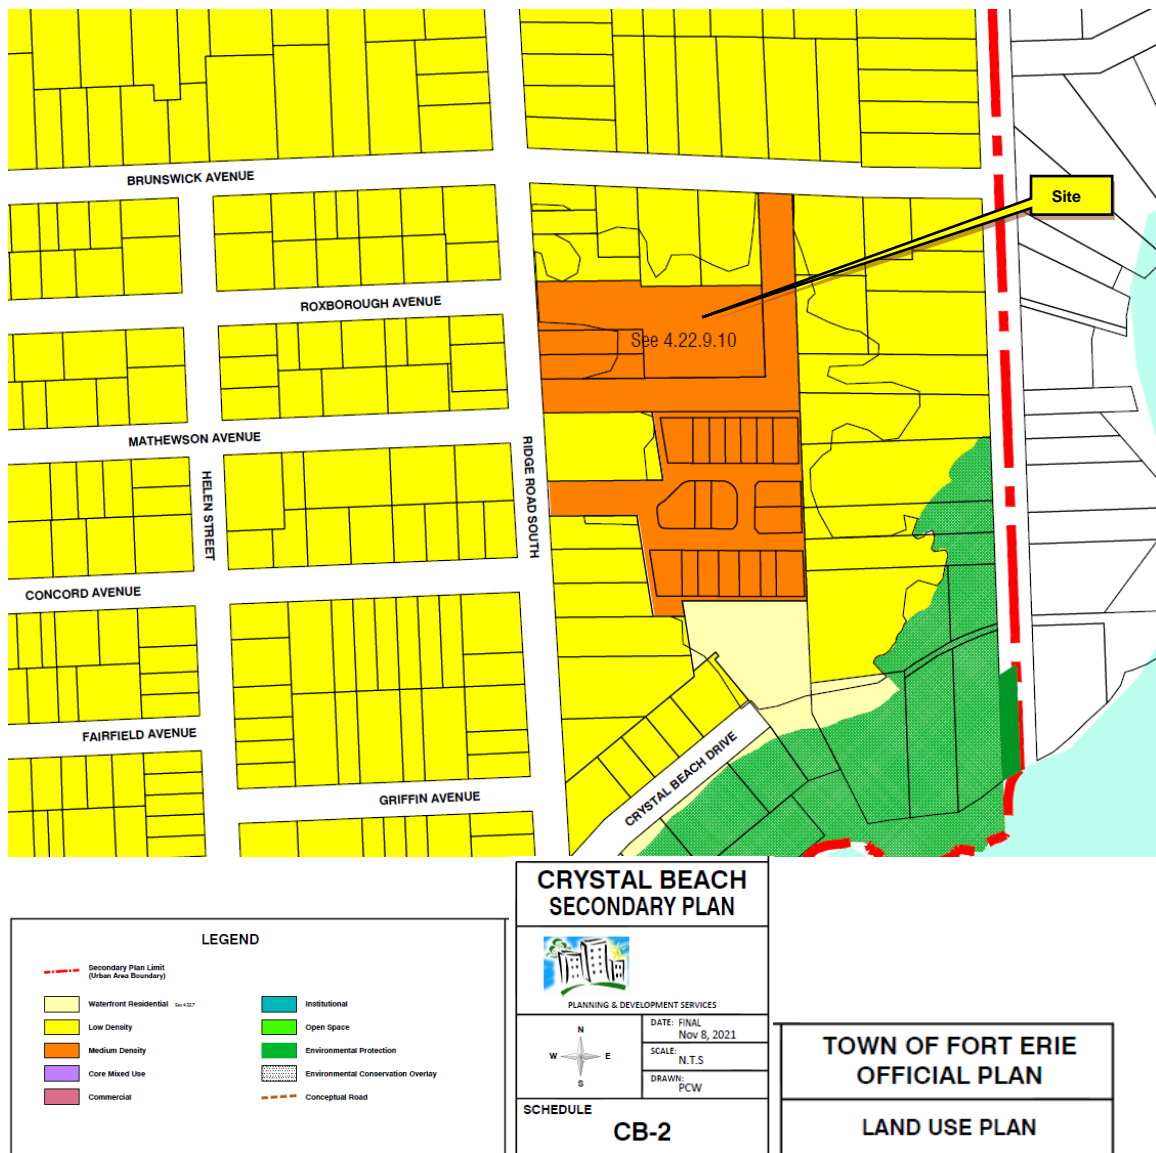 BRUNSWICK AVENUE
Site
ROXBOROUGH AVENUE
See 4.22.9.10
MATHEWSON AVENUE
HELEN STREET
RIDGE ROAD SOUTH
CONCORD AVENUE
FAIRFIELD AVENUE
CRYSTAL BEACH DRIVE
GRIFFIN AVENUE
LEGEND
Secondary Plan Limit
(Urban Area Boundary)
Waterfront Residential See 4.22.7
Low Density
Medium Density
Core Mixed Use
Commercial
Institutional
Open Space
Environmental Protection
Environmental Conservation Overlay
Conceptual Road
CRYSTAL BEACH
SECONDARY PLAN
PLANNING & DEVELOPMENT SERVICES
N
W E
S
DATE: FINAL
Nov 8, 2021
SCALE:
N.T.S
DRAWN:
PCW
SCHEDULE
CB-2
TOWN OF FORT ERIE
OFFICIAL PLAN
LAND USE PLAN